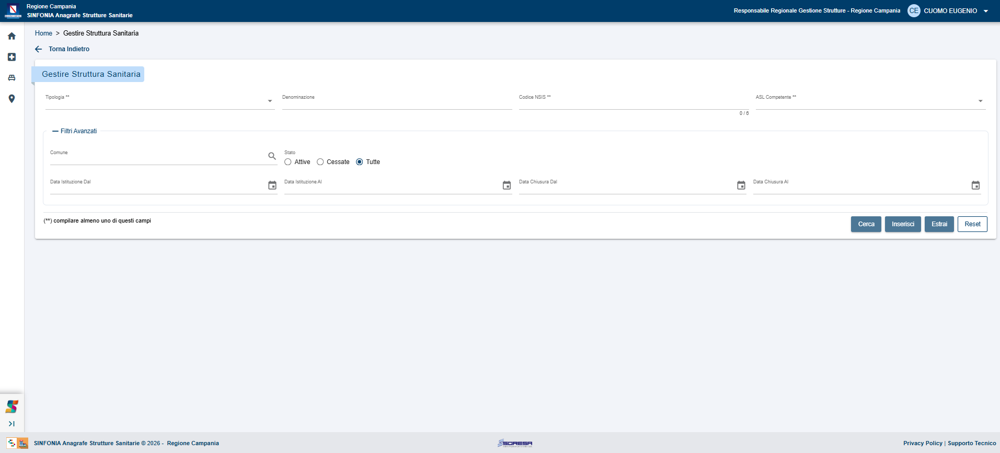 Regione Campania
SINFONIA Anagrafe Strutture Sanitarie
Responsabile Regionale Gestione Strutture - Regione Campania
CE
CUOMO EUGENIO
Home > Gestire Struttura Sanitaria
Torna Indietro
Gestire Struttura Sanitaria
Tipologia **
Denominazione
Codice NSIS **
0 / 6
ASL Competente **
Filtri Avanzati
Comune
Stato
Attive
Cessate
Tutte
Data Istituzione Dal
Data Istituzione Al
Data Chiusura Dal
Data Chiusura Al
(**) compilare almeno uno di questi campi
Cerca
Inserisci
Estrai
Reset
SINFONIA Anagrafe Strutture Sanitarie © 2026 - Regione Campania
SORESA
Privacy Policy | Supporto Tecnico